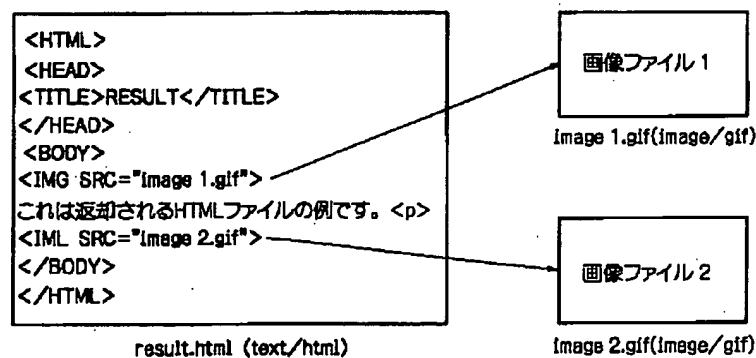 <HTML>
<HEAD>
<TITLE>RESULT</TITLE>
</HEAD>
<BODY>
<IMG SRC="image 1.gif">
これは返却されるHTMLファイルの例です。<p>
<IML SRC="image 2.gif">
</BODY>
</HTML>
result.html (text/html)
画像ファイル 1
image 1.gif(image/gif)
画像ファイル 2
image 2.gif(image/gif)